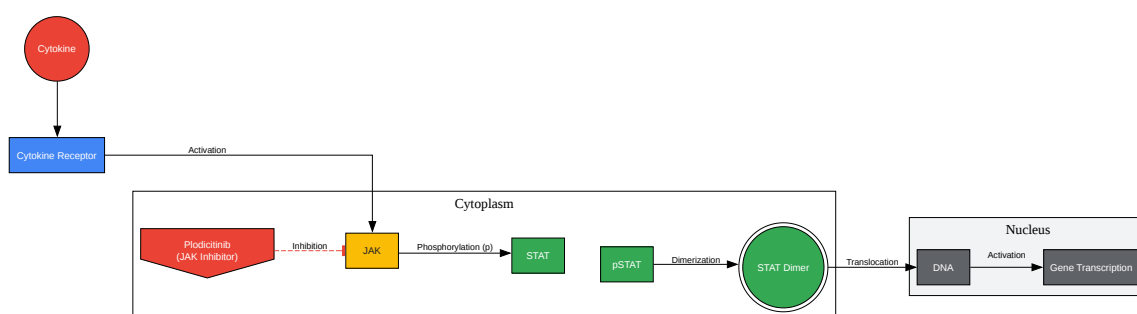 Cytokine
Cytokine Receptor
Activation
Cytoplasm
Plodicitinib
(JAK Inhibitor)
Inhibition
JAK
Phosphorylation (p)
STAT
pSTAT
Dimerization
STAT Dimer
Translocation
Nucleus
DNA
Activation
Gene Transcription